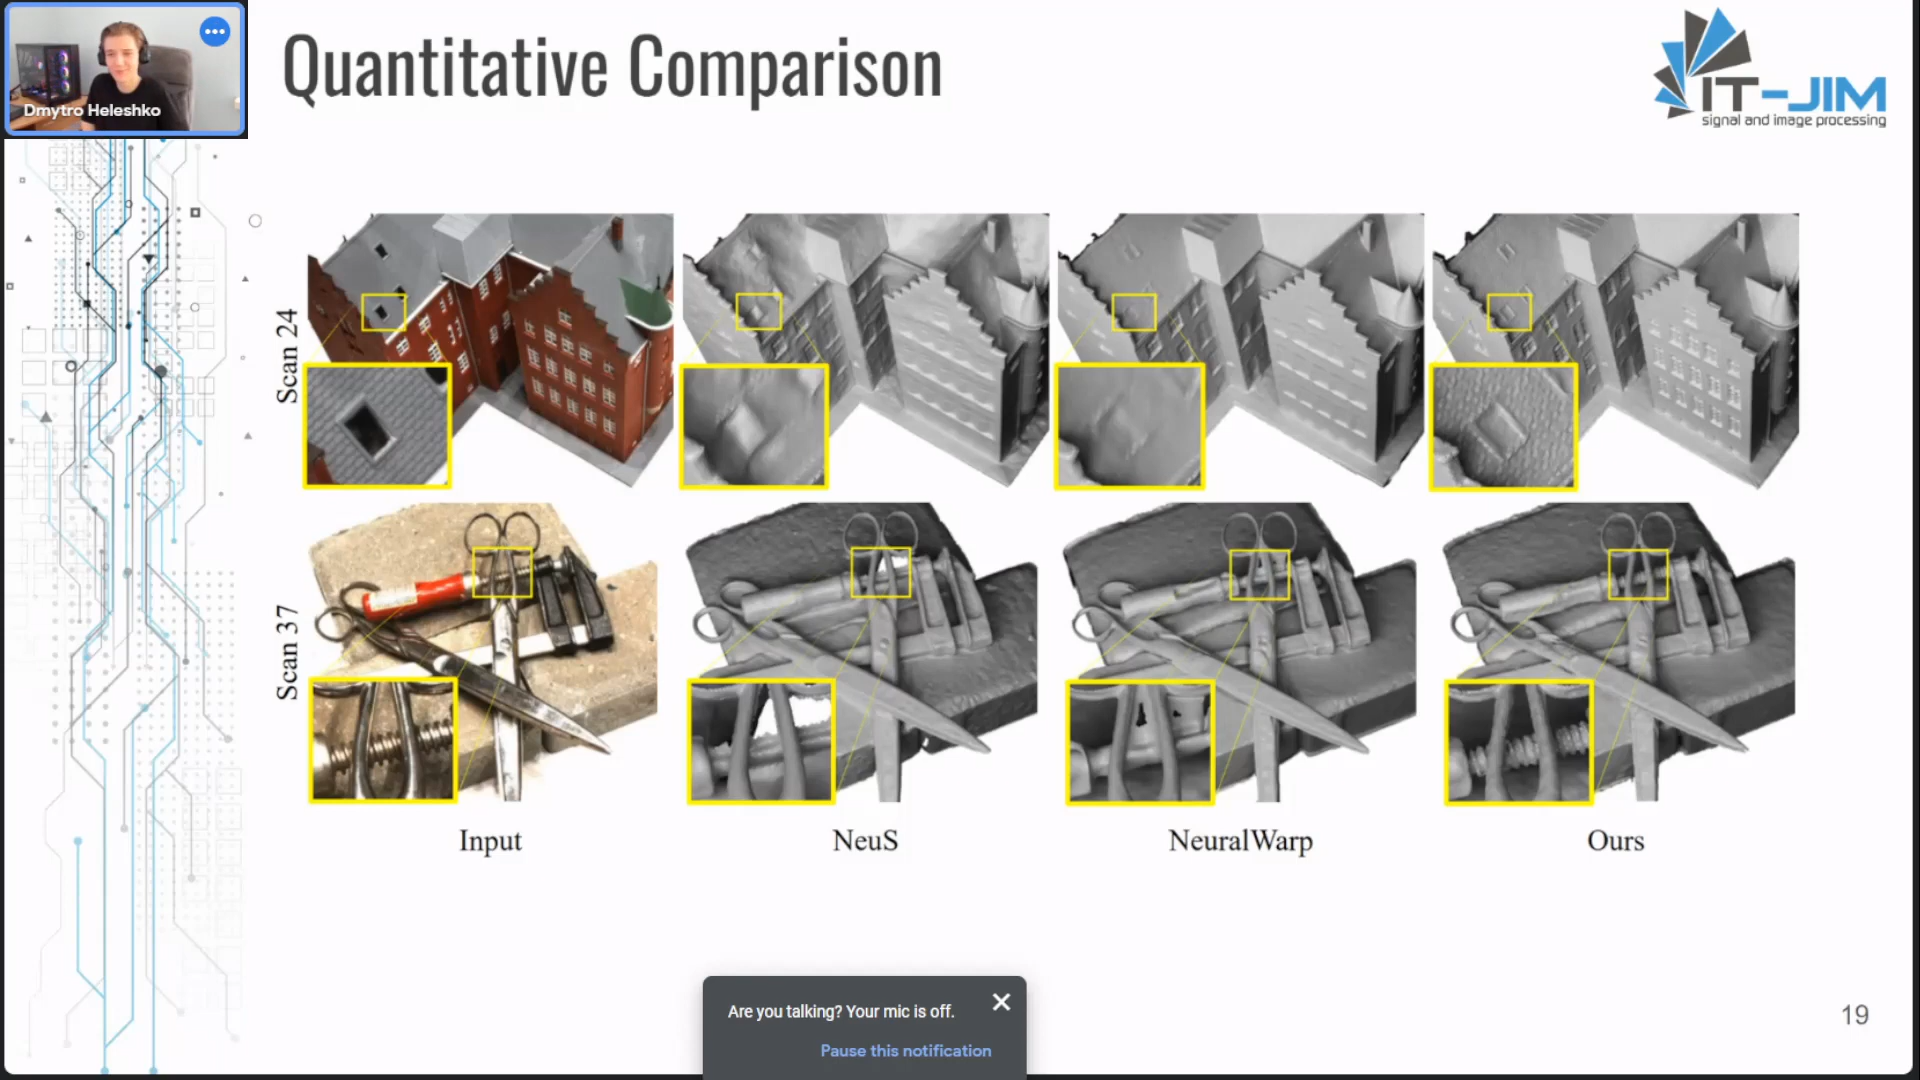 Dmytro Heleshko
Quantitative Comparison
IT-JIM
signal and image processing
Scan 24
Scan 37
Input
NeuS
NeuralWarp
Ours
Are you talking? Your mic is off.
Pause this notification
19